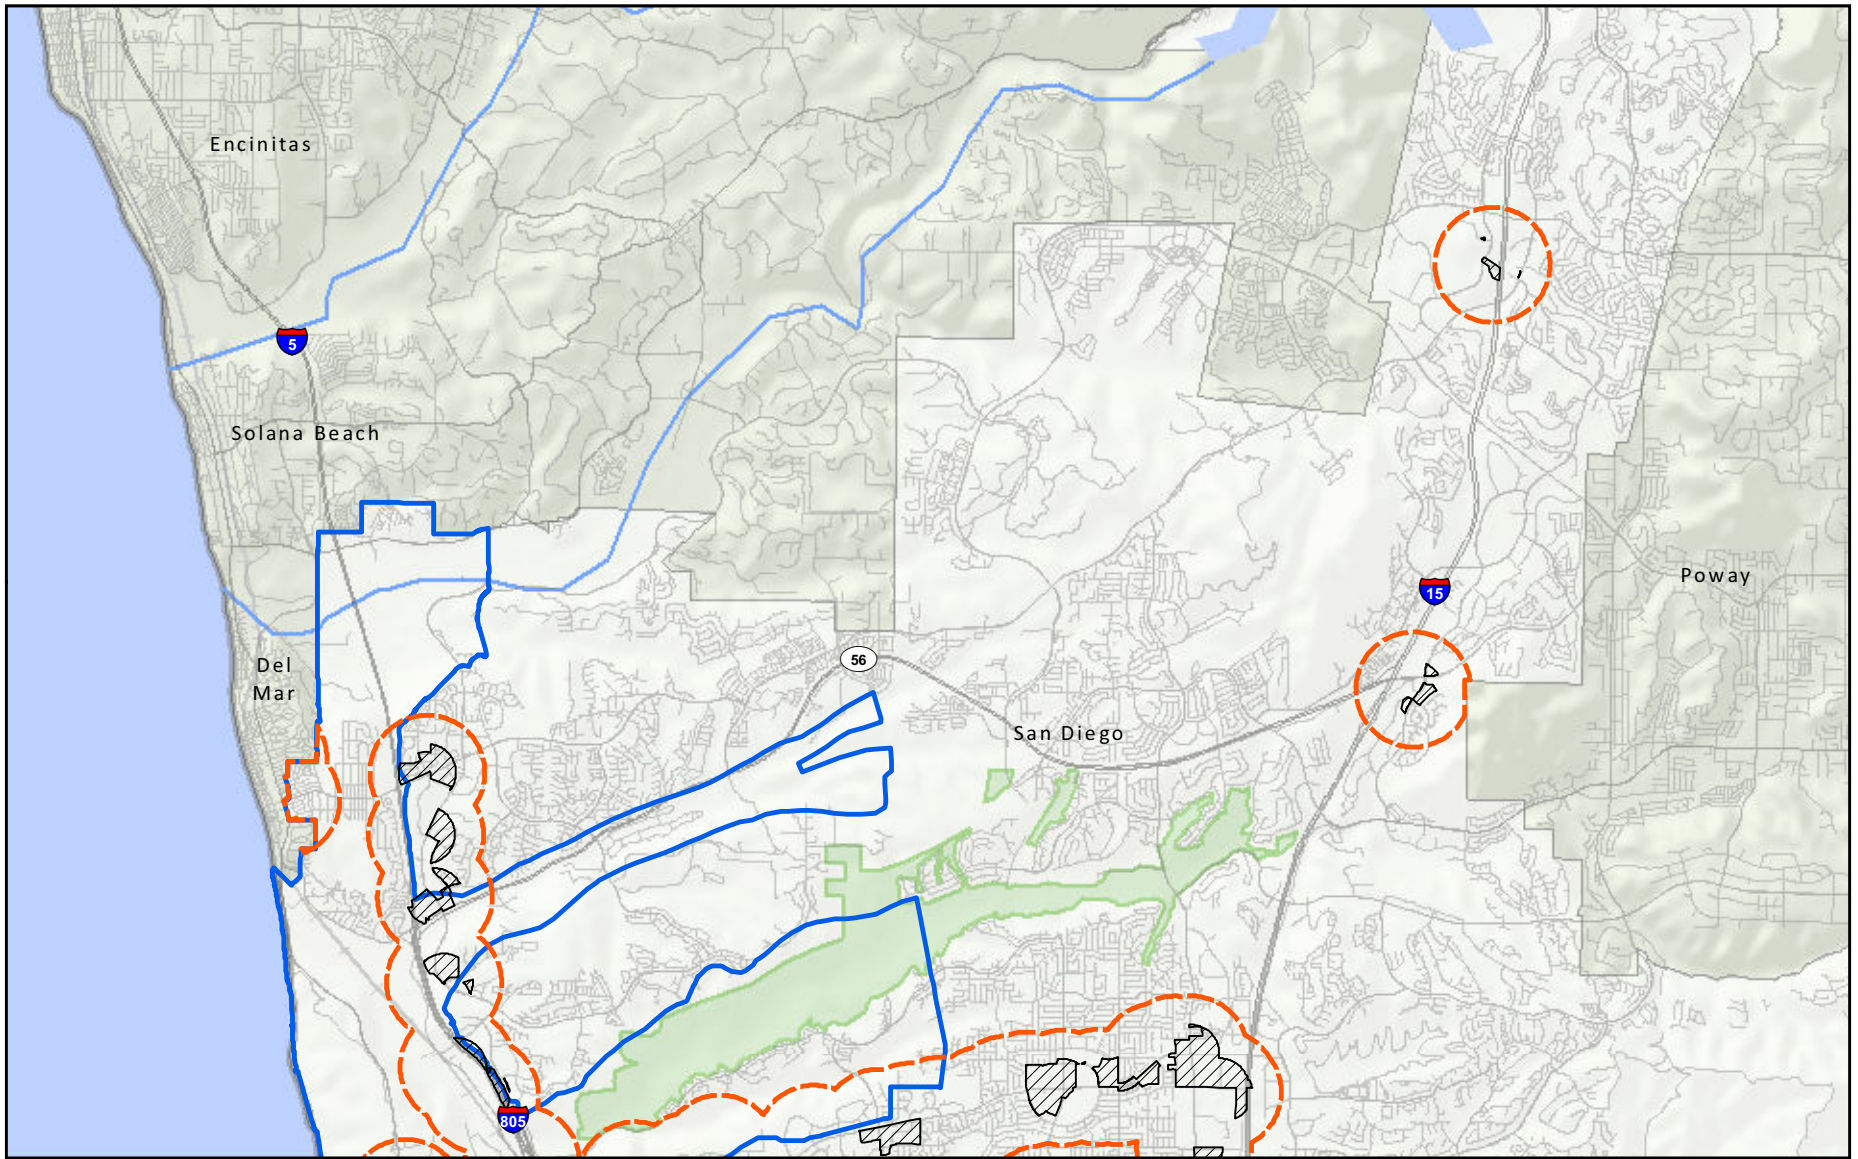 Encinitas
5
Solana Beach
15
Poway
56
Del
Mar
San Diego
805